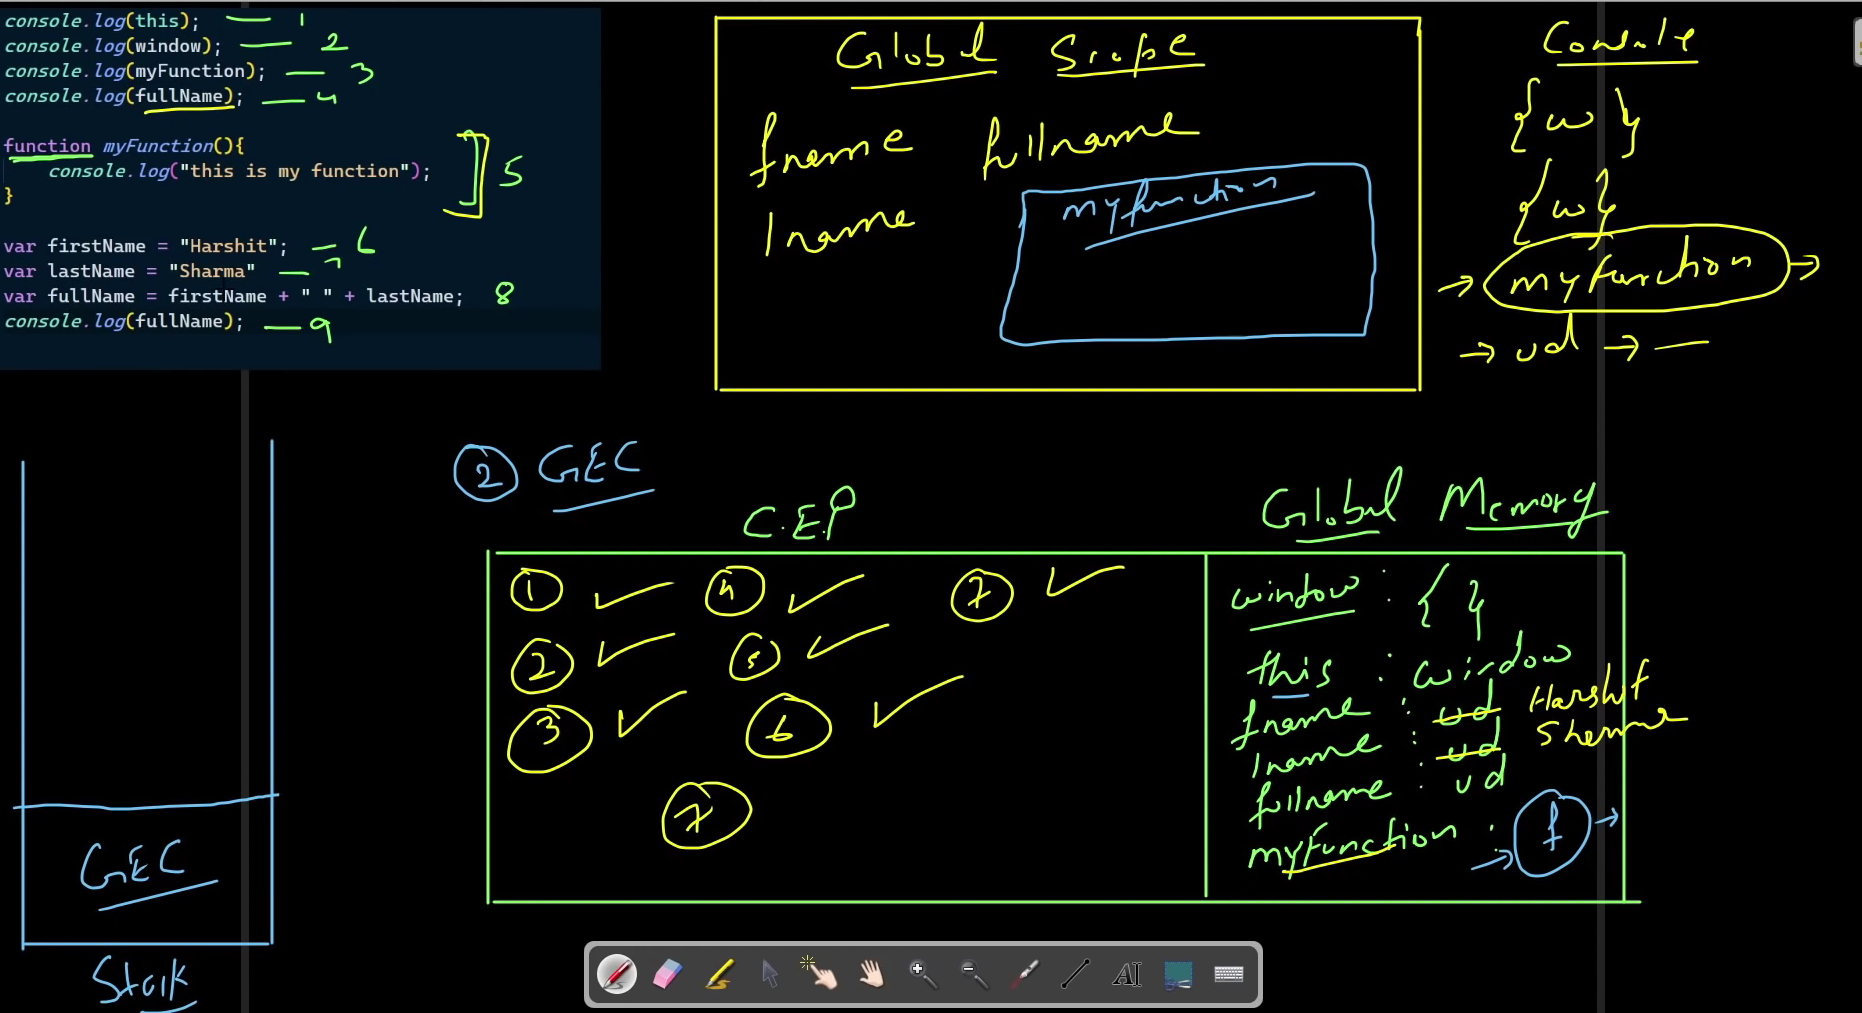 console.log(this); 1
console.log(window); 2
console.log(myFunction); 3
console.log(fullName); 4
function myFunction(){
console.log("this is my function");
} 5
var firstName = "Harshit"; 6
var lastName = "Sharma" 7
var fullName = firstName + " " + lastName; 8
console.log(fullName); 9
Global Scope
fname fullname
lname
myfunction
Console
{w}
{w}
→ myfunction →
→ ud → —
GEC
Stack
2 GEC
C.E.P
1 4 7
2 5
3 6
7
Global Memory
window : { }
this : window
fname : ud Harshit
lname : ud Sharma
fullname : ud
myFunction : → f →
AI